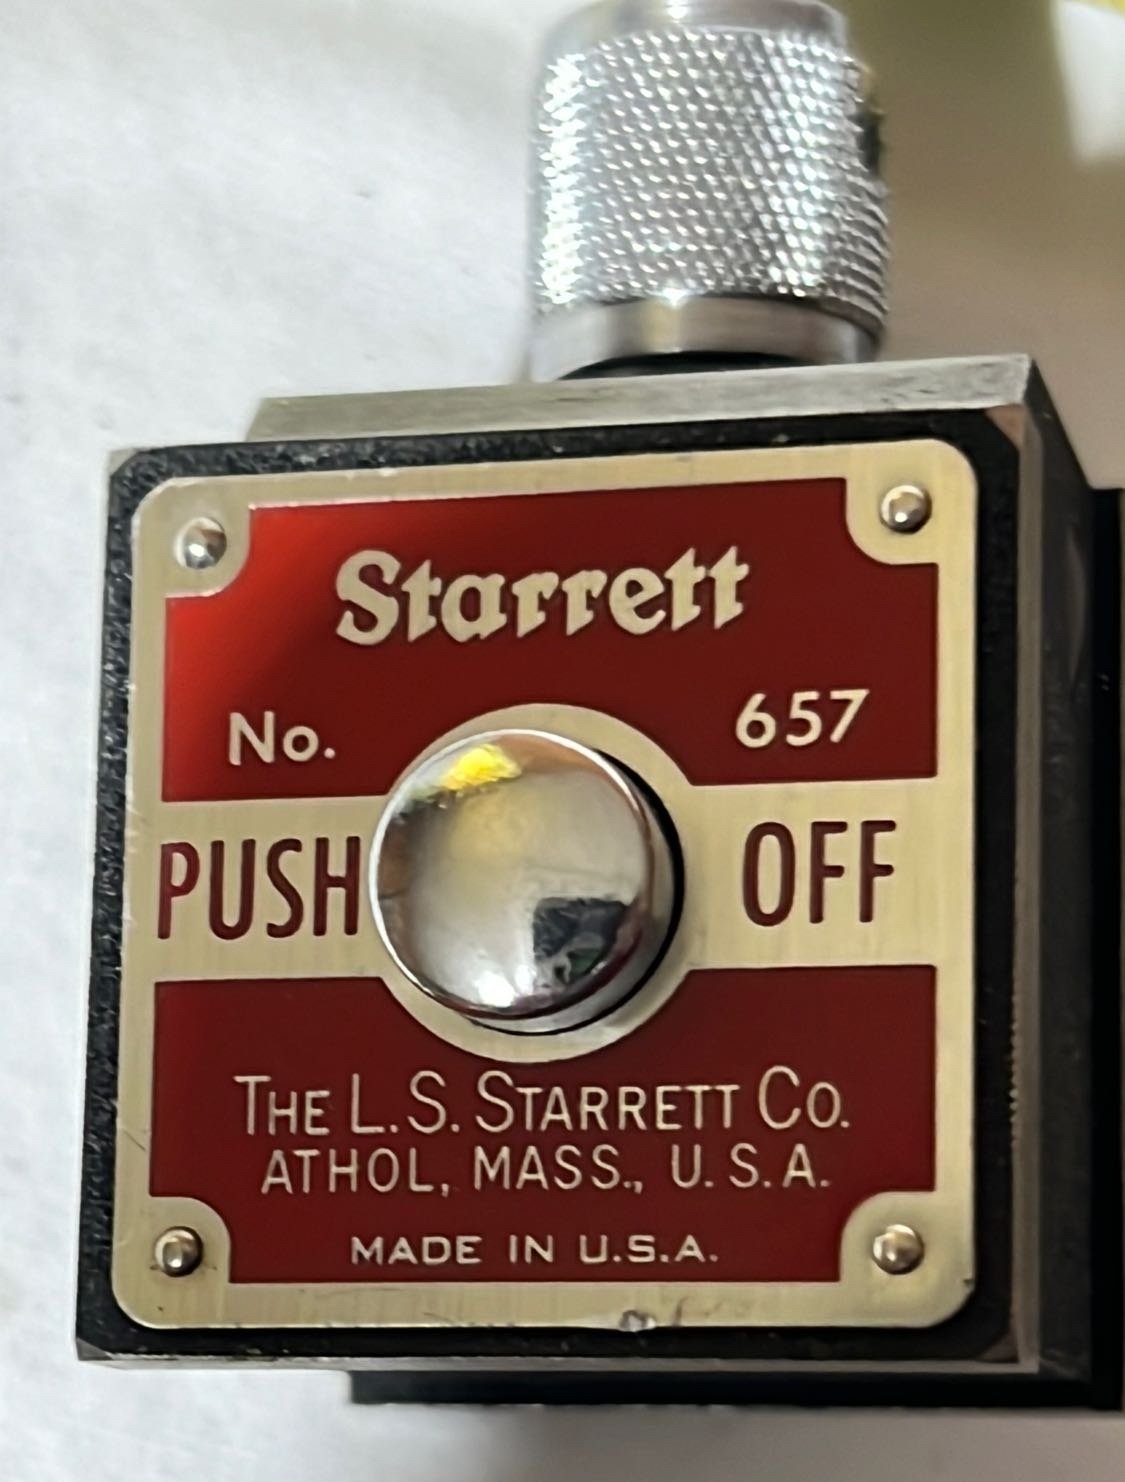 Starrett
No. 657
PUSH OFF
THE L.S. STARRETT CO.
ATHOL, MASS., U.S.A.
MADE IN U.S.A.